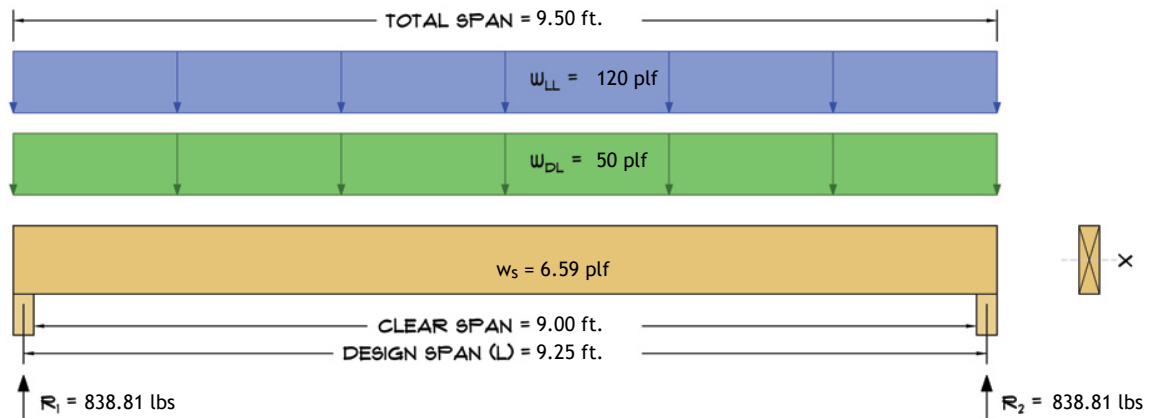 TOTAL SPAN = 9.50 ft.
WLL = 120 plf
WDL = 50 plf
ws = 6.59 plf
X
CLEAR SPAN = 9.00 ft.
DESIGN SPAN (L) = 9.25 ft.
R1 = 838.81 lbs
R2 = 838.81 lbs